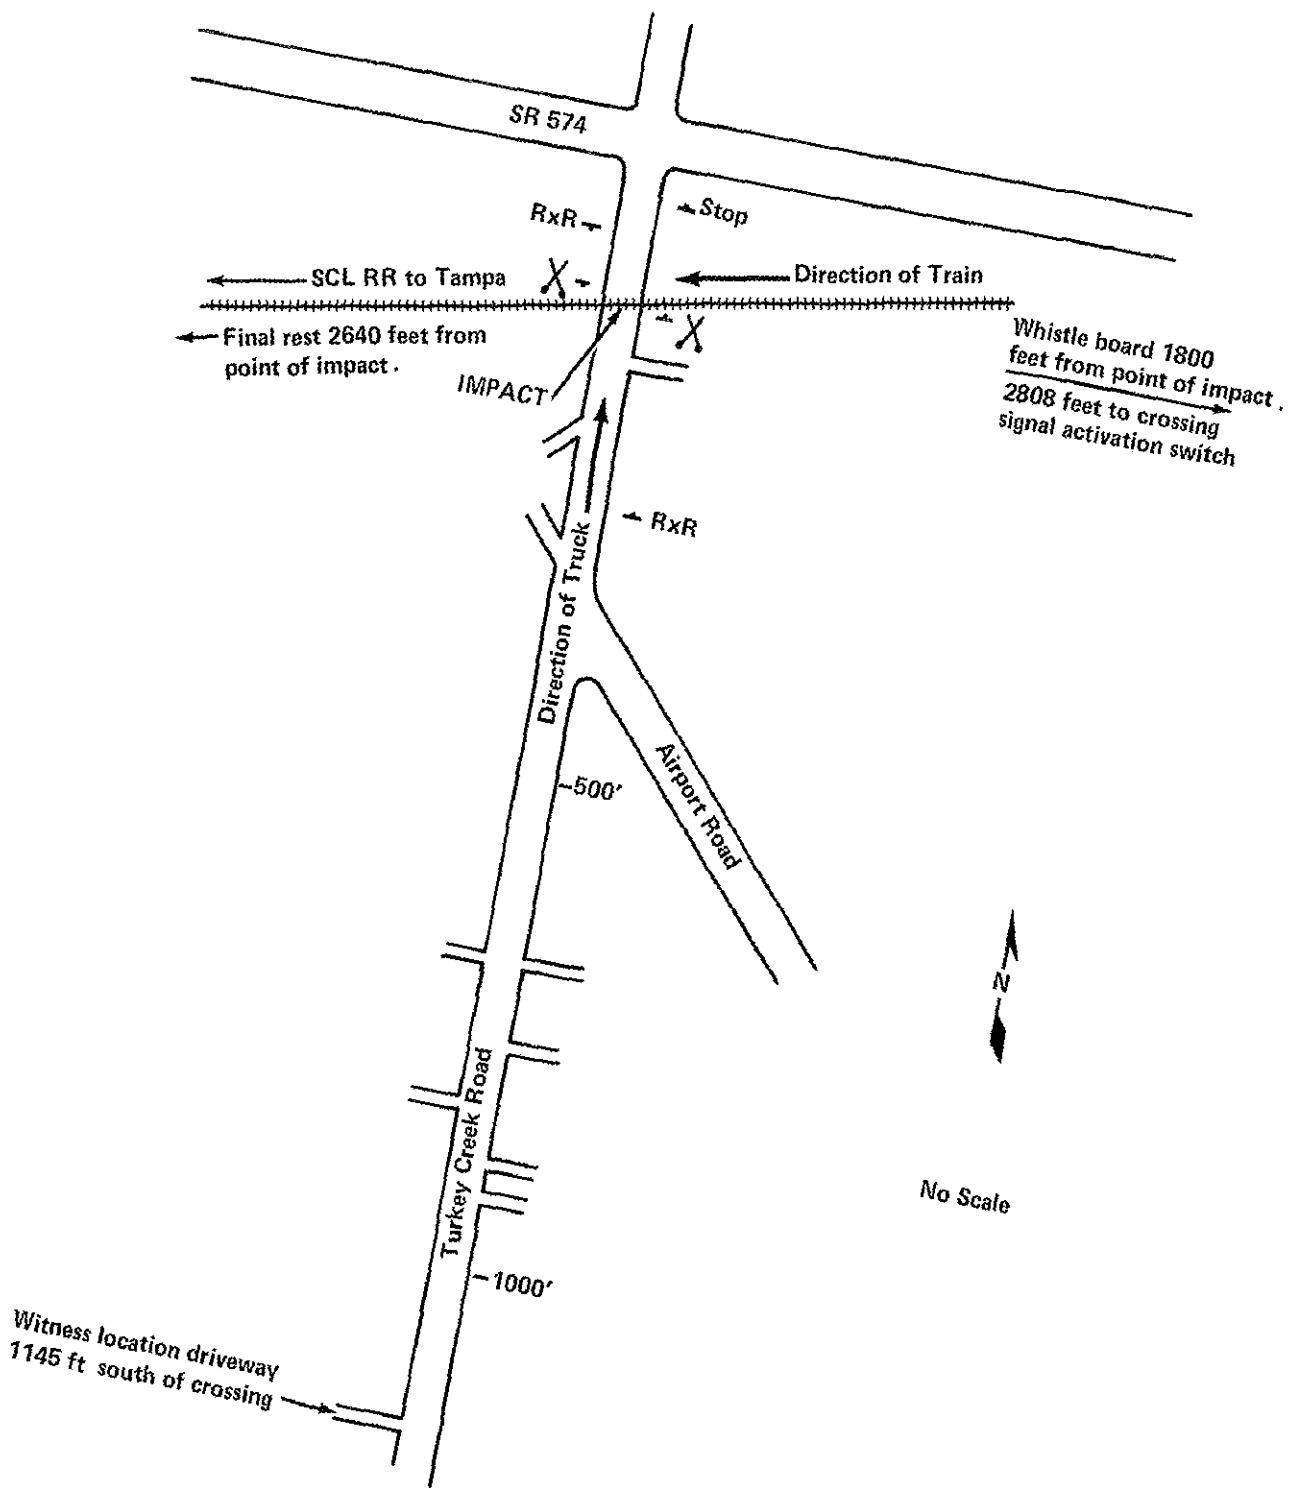 SR 574
RxR
Stop
SCL RR to Tampa
Direction of Train
Final rest 2640 feet from
point of impact.
IMPACT
Whistle board 1800
feet from point of impact.
2808 feet to crossing
signal activation switch
RxR
Direction of Truck
Airport Road
500'
N
Turkey Creek Road
No Scale
1000'
Witness location driveway
1145 ft south of crossing